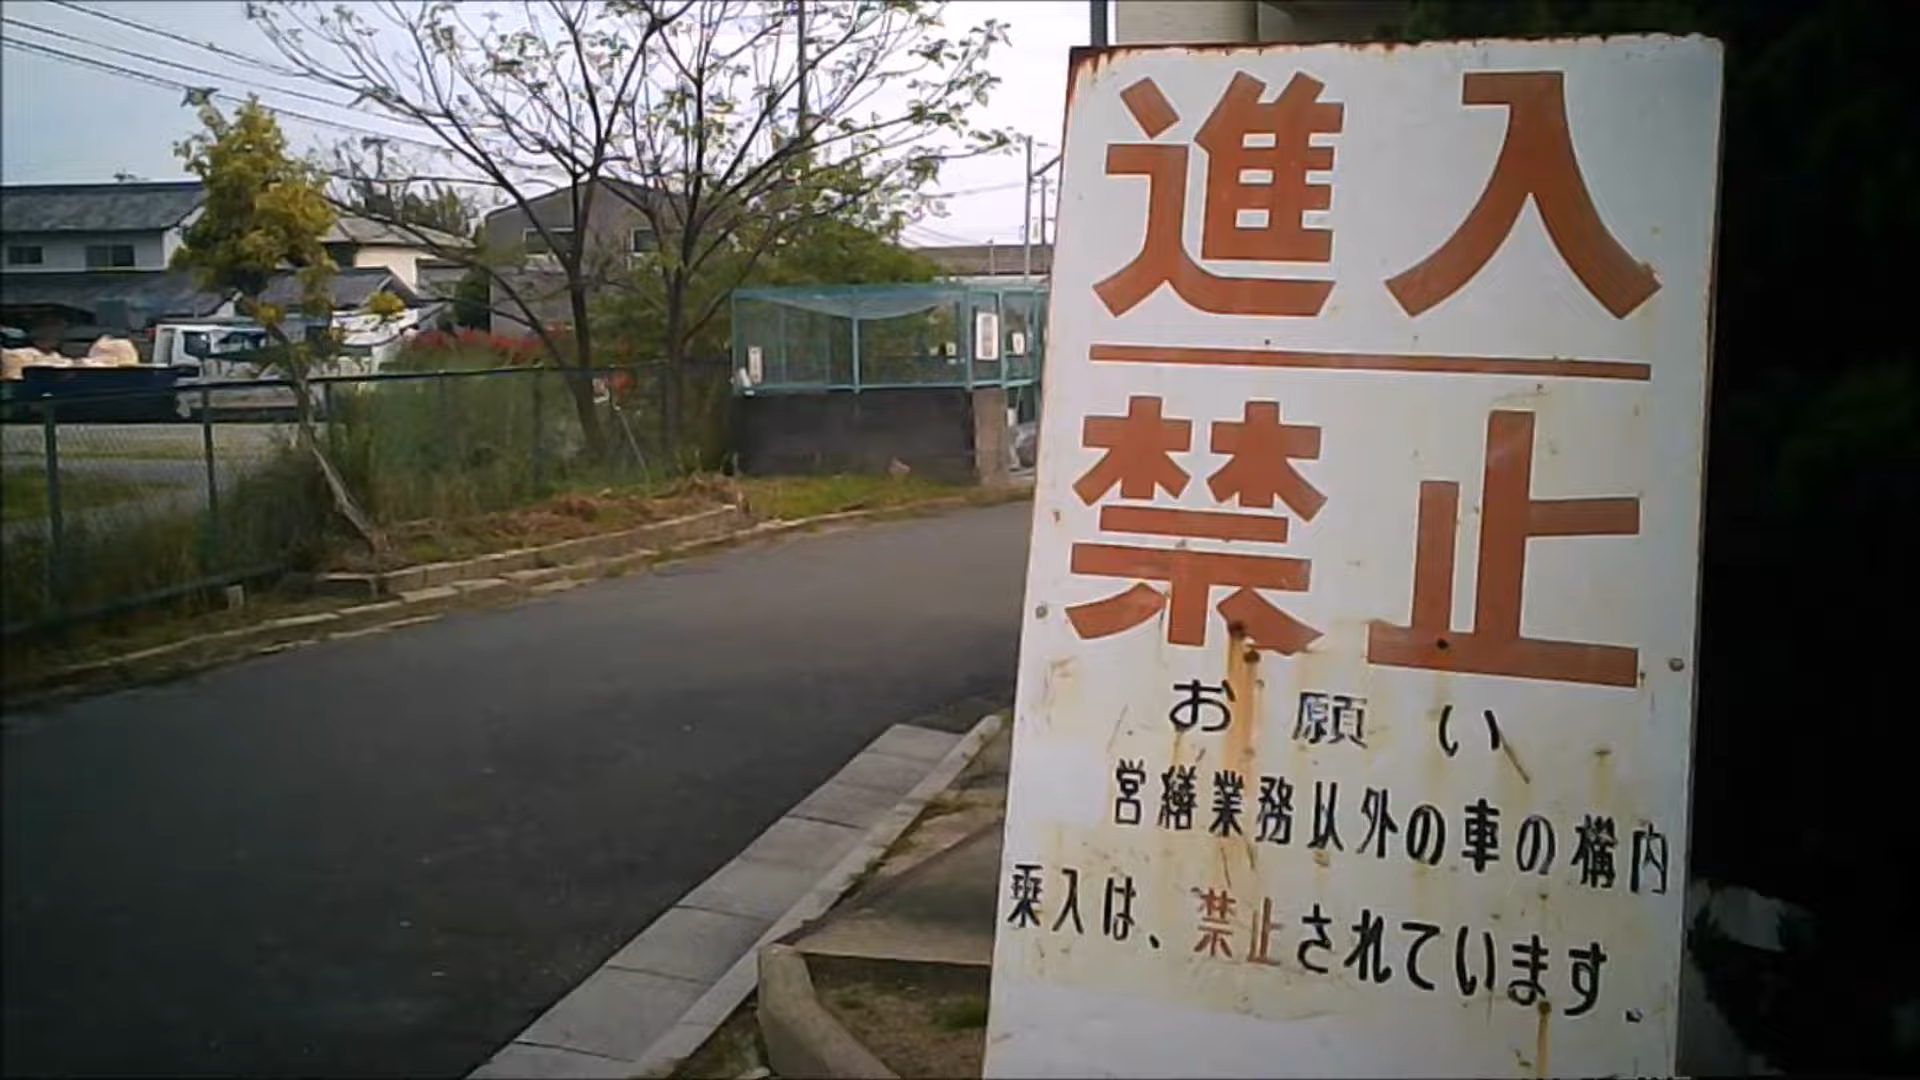 進入
禁止
お願い
営繕業務以外の車の構内
乗入は、禁止されています。